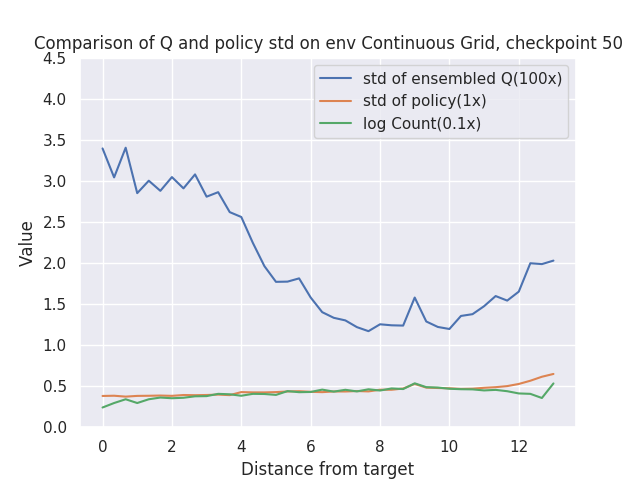 Comparison of Q and policy std on env Continuous Grid, checkpoint 50
4.5
4.0
3.5
3.0
2.5
2.0
1.5
1.0
0.5
0.0
Value
std of ensembled Q(100x)
std of policy(1x)
log Count(0.1x)
0 2 4 6 8 10 12
Distance from target